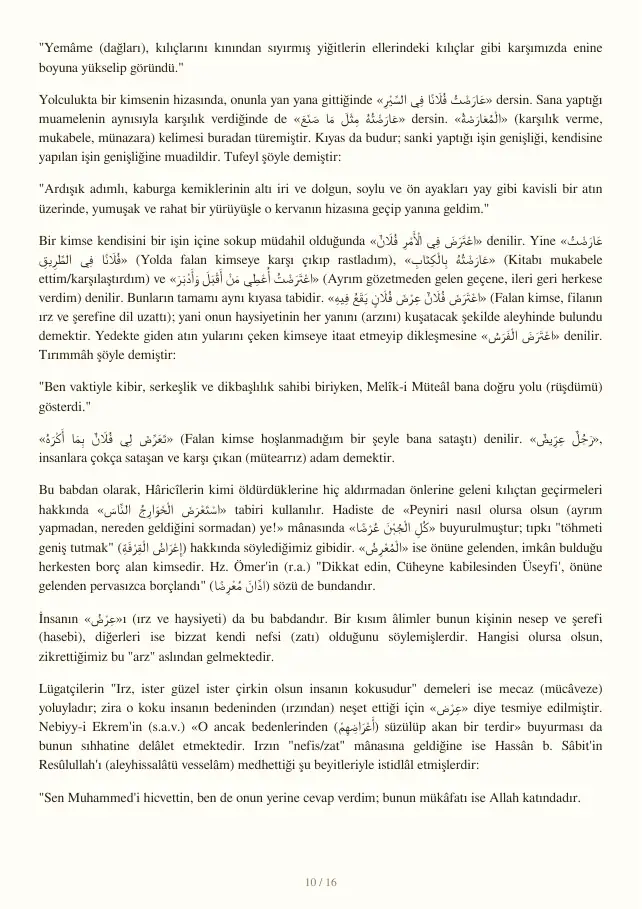 "Yemâme (dağları), kılıçlarını kınından sıyırmış yiğitlerin ellerindeki kılıçlar gibi karşımızda enine
boyuna yükselip göründü."
Yolculukta bir kimsenin hizasında, onunla yan yana gittiğinde «عَارَضْتُ فُلَانًا فِي السَّيْرِ» dersin. Sana yaptığı
muamelenin aynısıyla karşılık verdiğinde de «عَارَضْتُهُ مِثْلَ مَا صَنَعَ» dersin. «الْمُعَارَضَةُ» (karşılık verme,
mukabele, münazara) kelimesi buradan türemiştir. Kıyas da budur; sanki yaptığı işin genişliği, kendisine
yapılan işin genişliğine muadildir. Tufeyl şöyle demiştir:
"Ardışık adımlı, kaburga kemiklerinin altı iri ve dolgun, soylu ve ön ayakları yay gibi kavisli bir atın
üzerinde, yumuşak ve rahat bir yürüyüşle o kervanın hizasına geçip yanına geldim."
Bir kimse kendisini bir işin içine sokup müdahil olduğunda «اعْتَرَضَ فِي الْأَمْرِ فُلَانٌ» denilir. Yine «عَارَضْتُ
فُلَانًا فِي الطَّرِيقِ» (Yolda falan kimseye karşı çıkıp rastladım), «عَارَضْتُهُ بِالْكِتَابِ» (Kitabı mukabele
ettim/karşılaştırdım) ve «اعْتَرَضْتُ أُعْطِي مَنْ أَقْبَلَ وَأَدْبَرَ» (Ayrım gözetmeden gelen geçene, ileri geri herkese
verdim) denilir. Bunların tamamı aynı kıyasa tabidir. «اعْتَرَضَ فُلَانٌ عِرْضَ فُلَانٍ يَقَعُ فِيهِ» (Falan kimse, filanın
ırz ve şerefine dil uzattı); yani onun haysiyetinin her yanını (arzını) kuşatacak şekilde aleyhinde bulundu
demektir. Yedekte giden atın yularını çeken kimseye itaat etmeyip dikleşmesine «اعْتَرَضَ الْفَرَسُ» denilir.
Tırımmâh şöyle demiştir:
"Ben vaktiyle kibir, serkeşlik ve dikbaşlılık sahibi biriyken, Melîk-i Müteâl bana doğru yolu (rüşdümü)
gösterdi."
«تَعَرَّضَ لِي فُلَانٌ بِمَا أَكْرَهُ» (Falan kimse hoşlanmadığım bir şeyle bana sataştı) denilir. «رَجُلٌ عِرِّيضٌ»,
insanlara çokça sataşan ve karşı çıkan (mütearrız) adam demektir.
Bu babdan olarak, Hâricîlerin kimi öldürdüklerine hiç aldırmadan önlerine geleni kılıçtan geçirmeleri
hakkında «اسْتَعْرَضَ الْخَوَارِجُ النَّاسَ» tabiri kullanılır. Hadiste de «Peyniri nasıl olursa olsun (ayrım
yapmadan, nereden geldiğini sormadan) ye!» mânasında «كُلِ الْجُبْنَ عُرْضًا» buyurulmuştur; tıpkı "töhmeti
geniş tutmak" (إِعْرَاضُ الْقِرْفَةِ) hakkında söylediğimiz gibidir. «الْمُعْرِضُ» ise önüne gelenden, imkân bulduğu
herkesten borç alan kimsedir. Hz. Ömer'in (r.a.) "Dikkat edin, Cüheyne kabilesinden Üseyfi', önüne
gelenden pervasızca borçlandı" (ادَّانَ مُعْرِضًا) sözü de bundandır.
İnsanın «عِرْضُ»ı (ırz ve haysiyeti) da bu babdandır. Bir kısım âlimler bunun kişinin nesep ve şerefi
(hasebi), diğerleri ise bizzat kendi nefsi (zatı) olduğunu söylemişlerdir. Hangisi olursa olsun,
zikrettiğimiz bu "arz" aslından gelmektedir.
Lügatçilerin "Irz, ister güzel ister çirkin olsun insanın kokusudur" demeleri ise mecaz (mücâveze)
yoluyladır; zira o koku insanın bedeninden (ırzından) neşet ettiği için «عِرْض» diye tesmiye edilmiştir.
Nebiyy-i Ekrem'in (s.a.v.) «O ancak bedenlerinden (أَعْرَاضِهِمْ) süzülüp akan bir terdir» buyurması da
bunun sıhhatine delâlet etmektedir. Irzın "nefis/zat" mânasına geldiğine ise Hassân b. Sâbit'in
Resûlullah'ı (aleyhissalâtü vesselâm) medhettiği şu beyitleriyle istidlâl etmişlerdir:
"Sen Muhammed'i hicvettin, ben de onun yerine cevap verdim; bunun mükâfatı ise Allah katındadır.
10 / 16